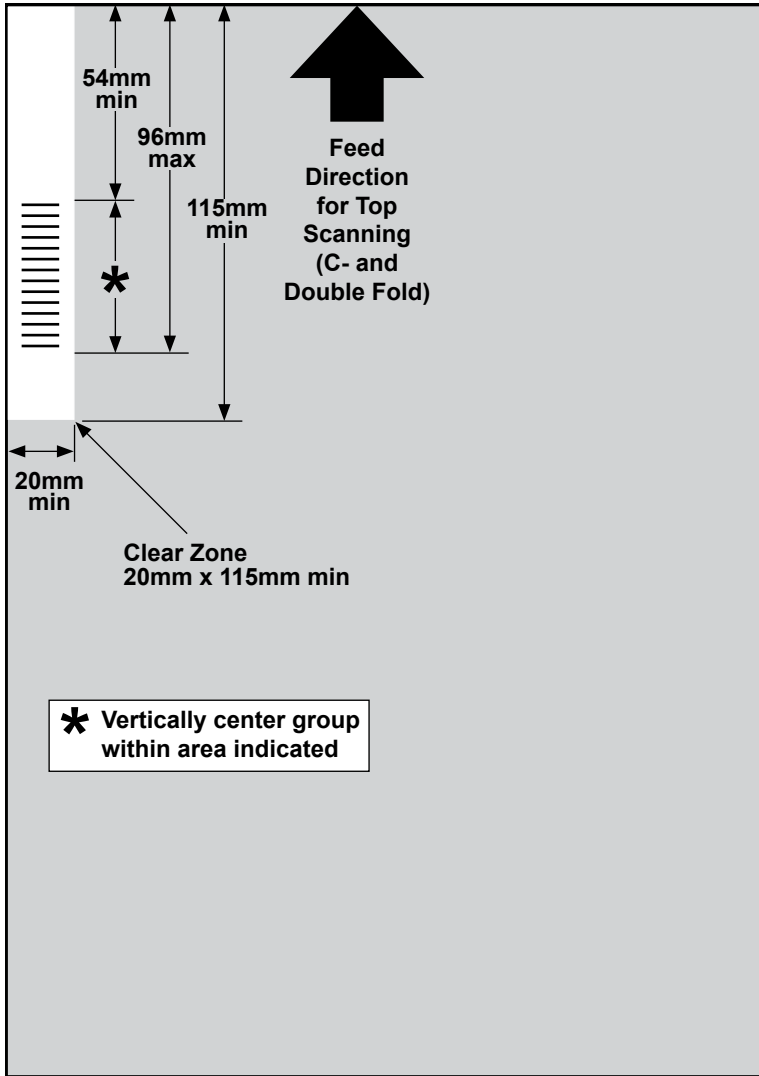 54mm
min
96mm
max
115mm
min
Feed
Direction
for Top
Scanning
(C- and
Double Fold)
*
20mm
min
Clear Zone
20mm x 115mm min
* Vertically center group
within area indicated